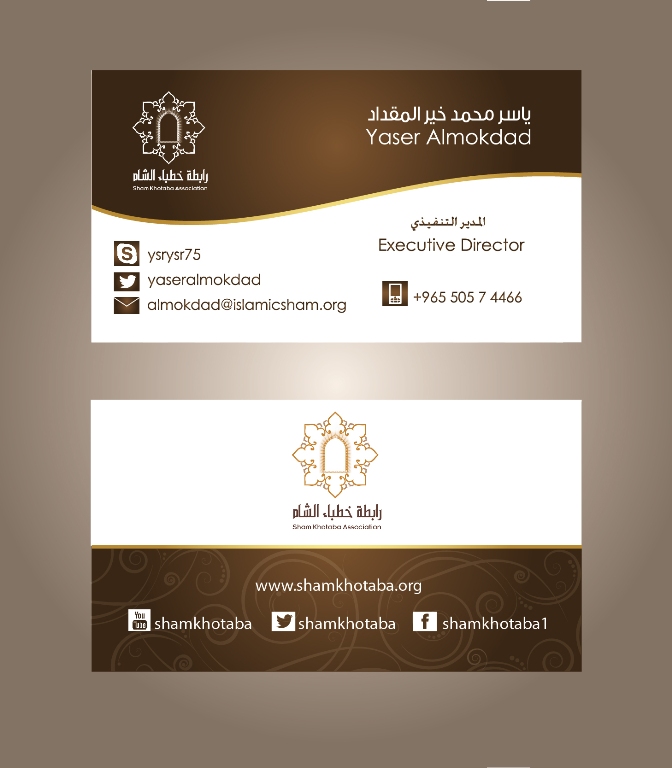 رابطة خطباء الشام
Sham Khotaba Association
ياسر محمد خير المقداد
Yaser Almokdad
المدير التنفيذي
Executive Director
ysrysr75
yaseralmokdad
almokdad@islamicsham.org
+965 505 7 4466
رابطة خطباء الشام
Sham Khotaba Association
www.shamkhotaba.org
You Tube shamkhotaba shamkhotaba shamkhotaba1